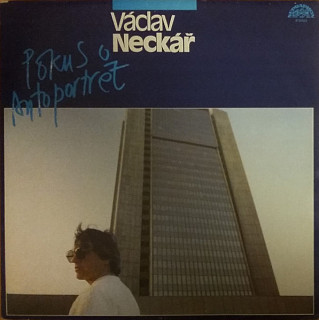 Václav
Neckář
Pokus o
Autoportrét